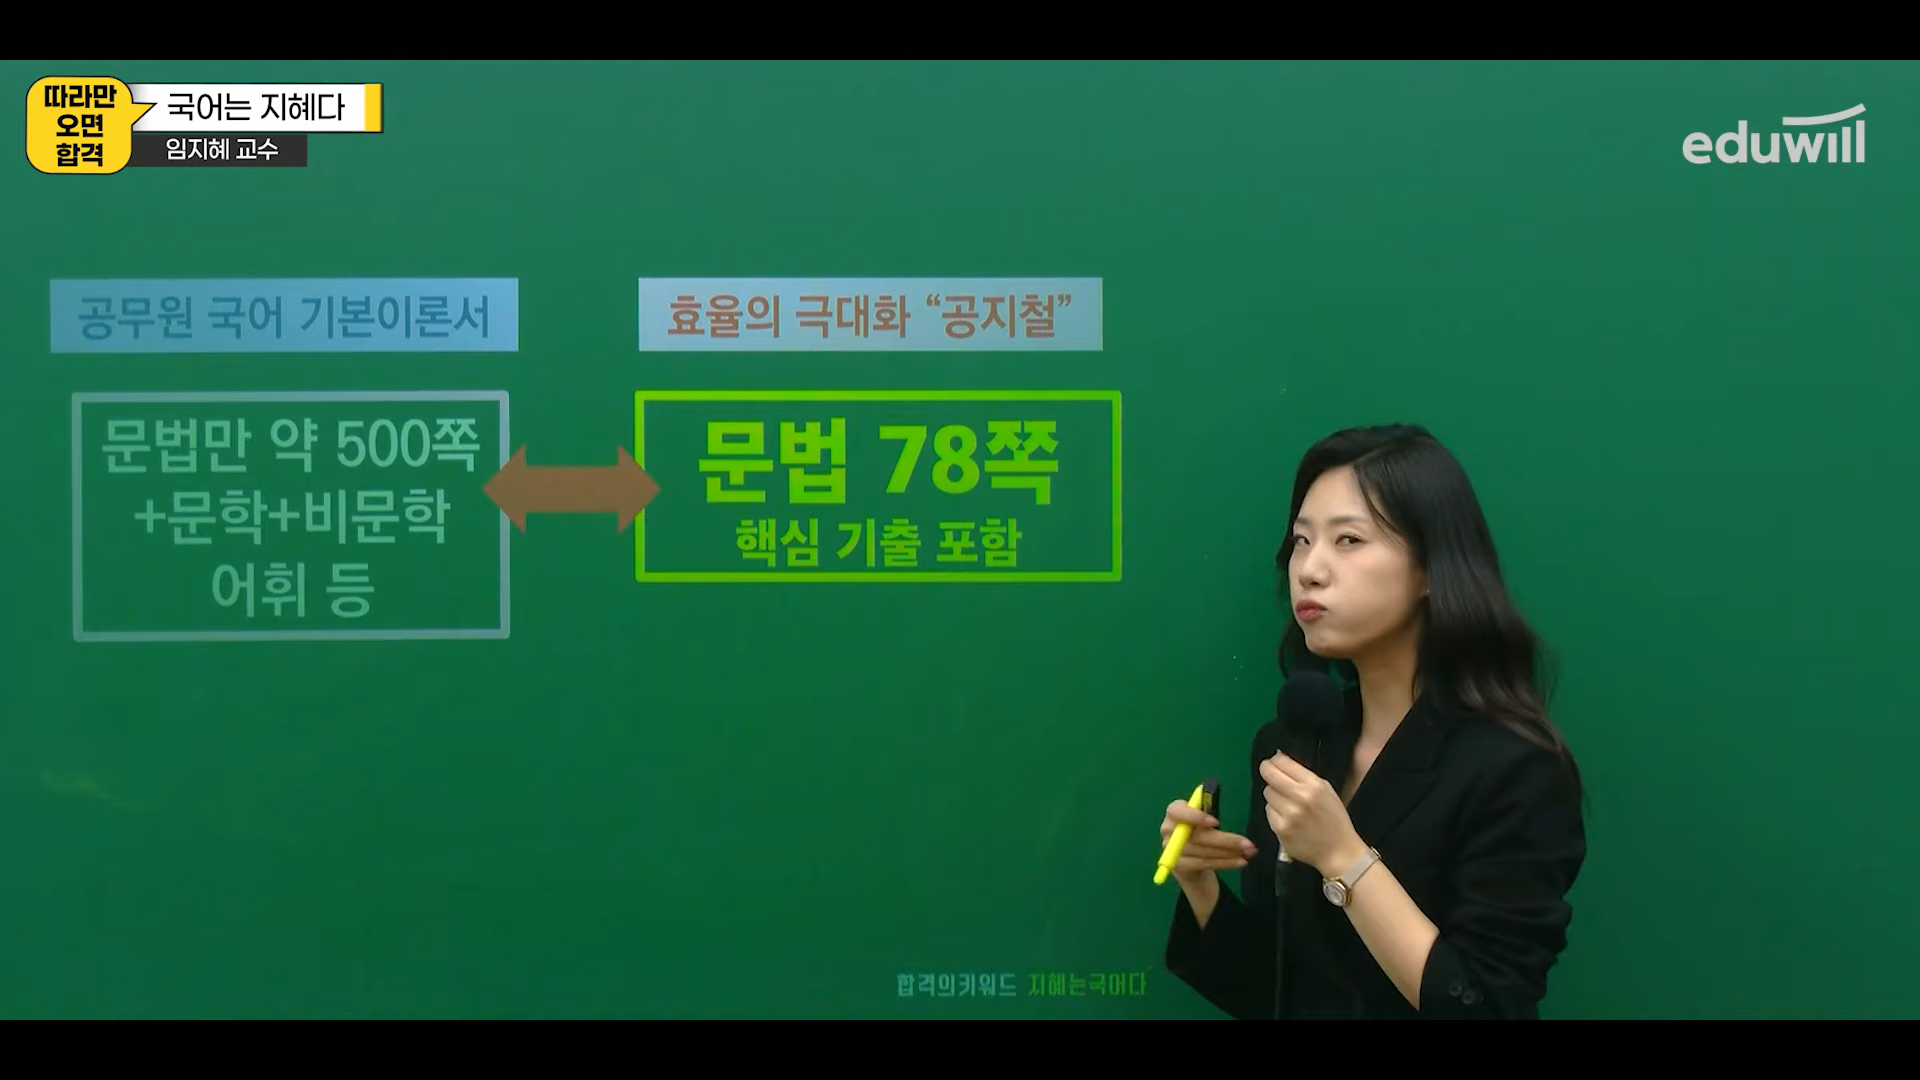 따라만
오면
합격
국어는 지혜다
임지혜 교수
eduwill
공무원 국어 기본이론서
효율의 극대화 “공지철”
문법만 약 500쪽
+문학+비문학
어휘 등
문법 78쪽
핵심 기출 포함
합격의키워드 지혜는국어다